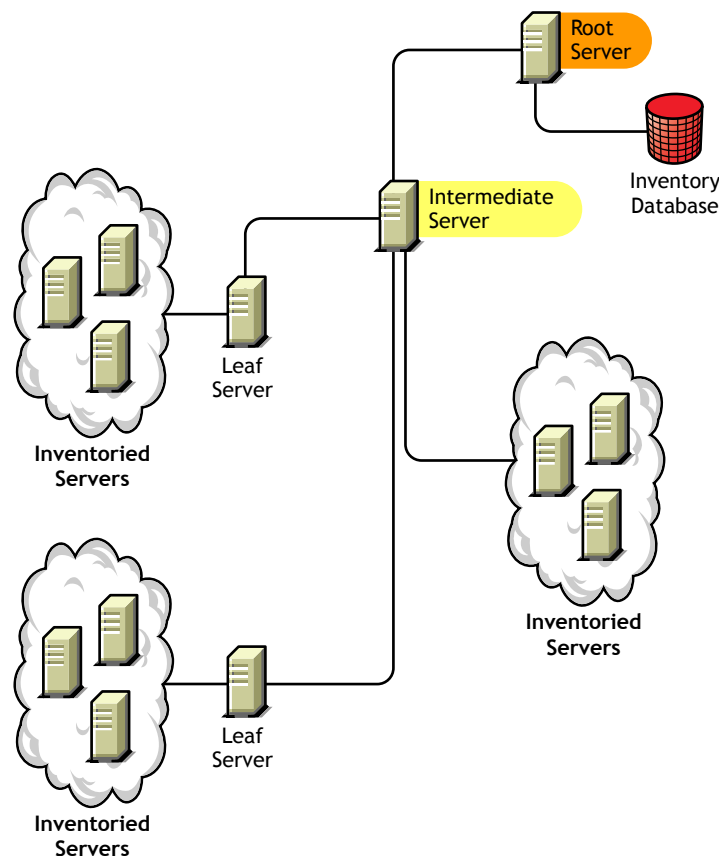 Root
Server
Inventory
Database
Intermediate
Server
Leaf
Server
Inventoried
Servers
Inventoried
Servers
Leaf
Server
Inventoried
Servers